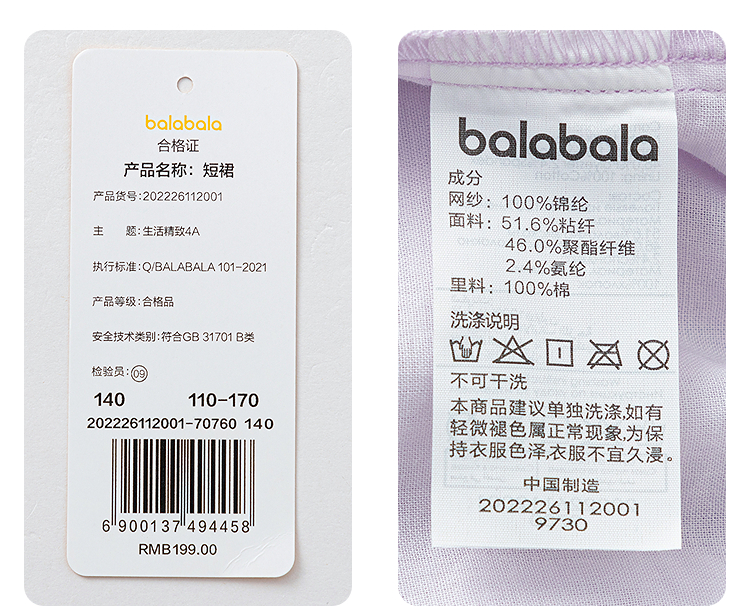 balabala
合格证
产品名称：短裙
产品货号：202226112001
主 题：生活精致4A
执行标准：Q/BALABALA 101-2021
产品等级：合格品
安全技术类别：符合GB 31701 B类
检验员：09
140 110-170
202226112001-70760 140
6 900137 494458
RMB199.00
balabala
成分
网纱：100%锦纶
面料：51.6%粘纤
46.0%聚酯纤维
2.4%氨纶
里料：100%棉
洗涤说明
不可干洗
本商品建议单独洗涤,如有
轻微褪色属正常现象,为保
持衣服色泽,衣服不宜久浸。
中国制造
202226112001
9730